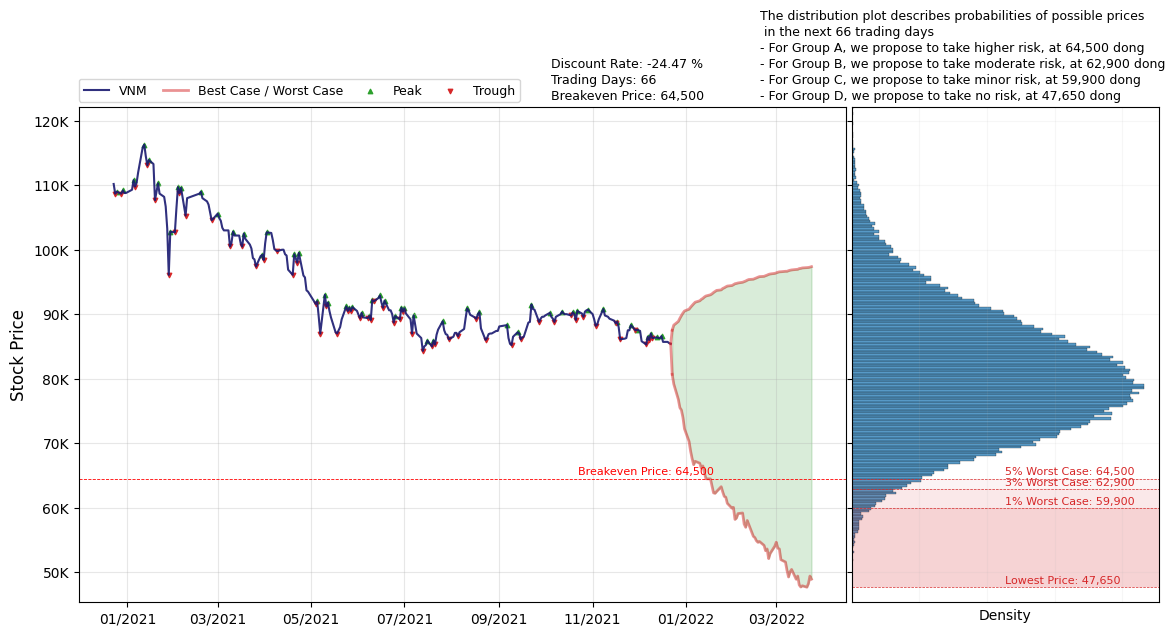 The distribution plot describes probabilities of possible prices
in the next 66 trading days
- For Group A, we propose to take higher risk, at 64,500 dong
- For Group B, we propose to take moderate risk, at 62,900 dong
- For Group C, we propose to take minor risk, at 59,900 dong
- For Group D, we propose to take no risk, at 47,650 dong
Discount Rate: -24.47 %
Trading Days: 66
Breakeven Price: 64,500
VNM
Best Case / Worst Case
Peak
Trough
Stock Price
120K
110K
100K
90K
80K
70K
60K
50K
Breakeven Price: 64,500
5% Worst Case: 64,500
3% Worst Case: 62,900
1% Worst Case: 59,900
Lowest Price: 47,650
01/2021
03/2021
05/2021
07/2021
09/2021
11/2021
01/2022
03/2022
Density